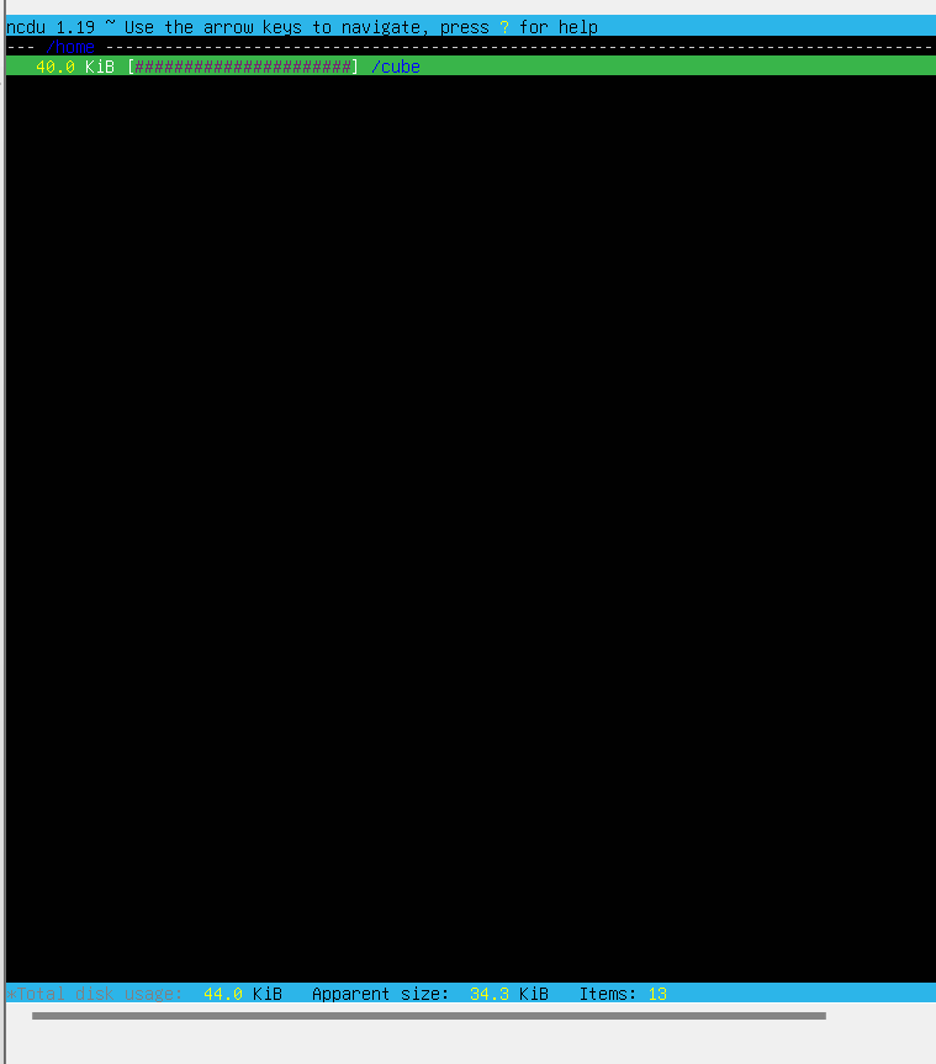 ncdu 1.19 ~ Use the arrow keys to navigate, press ? for help
--- /home ------------------------------------------------------------------------------------
40.0 KiB [######################] /cube
*Total disk usage: 44.0 KiB Apparent size: 34.3 KiB Items: 13